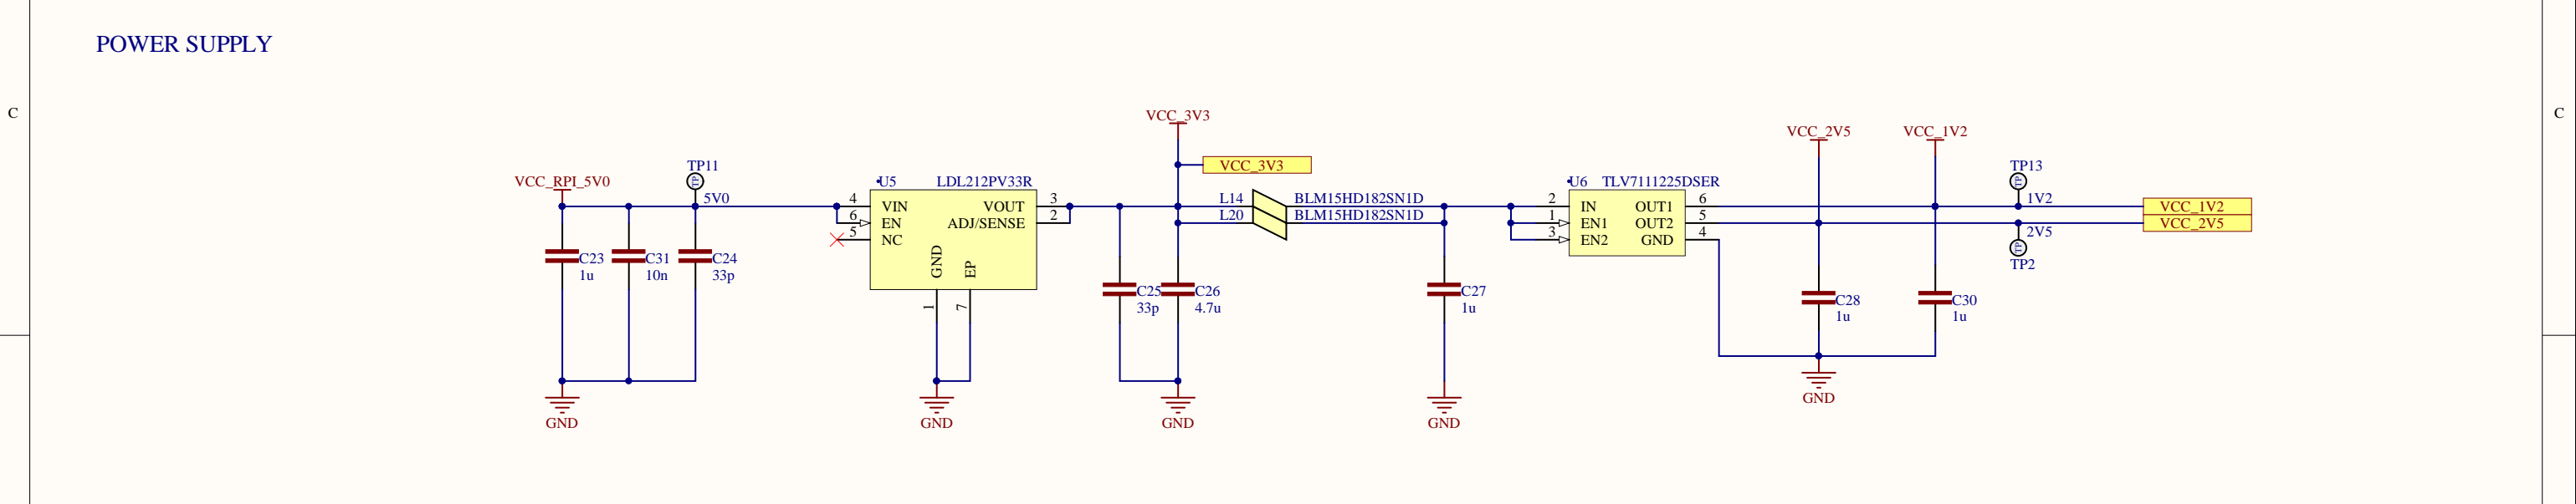 POWER SUPPLY
C
C
VCC_3V3
VCC_3V3
VCC_2V5
VCC_1V2
TP11
TP
VCC_RPI_5V0
5V0
U5
LDL212PV33R
4
VIN
VOUT
3
6
EN
ADJ/SENSE
2
5
NC
GND
EP
1
7
C23
1u
C31
10n
C24
33p
GND
GND
L14
BLM15HD182SN1D
L20
BLM15HD182SN1D
C25
33p
C26
4.7u
GND
C27
1u
GND
U6
TLV7111225DSER
2
IN
OUT1
6
1
EN1
OUT2
5
3
EN2
GND
4
C28
1u
C30
1u
GND
TP13
TP
1V2
VCC_1V2
VCC_2V5
2V5
TP
TP2